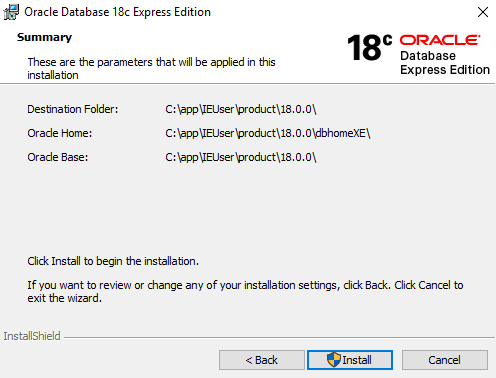 Oracle Database 18c Express Edition
Summary
These are the parameters that will be applied in this
installation
18c ORACLE
Database
Express Edition
Destination Folder: C:\app\IEUser\product\18.0.0\
Oracle Home: C:\app\IEUser\product\18.0.0\dbhomeXE\
Oracle Base: C:\app\IEUser\product\18.0.0\
Click Install to begin the installation.
If you want to review or change any of your installation settings, click Back. Click Cancel to
exit the wizard.
InstallShield
< Back Install Cancel